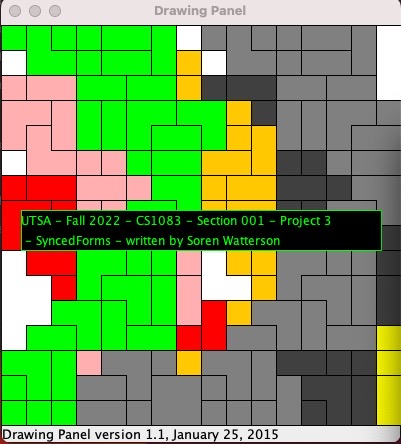 Drawing Panel
UTSA - Fall 2022 - CS1083 - Section 001 - Project 3
- SyncedForms - written by Soren Watterson
Drawing Panel version 1.1, January 25, 2015